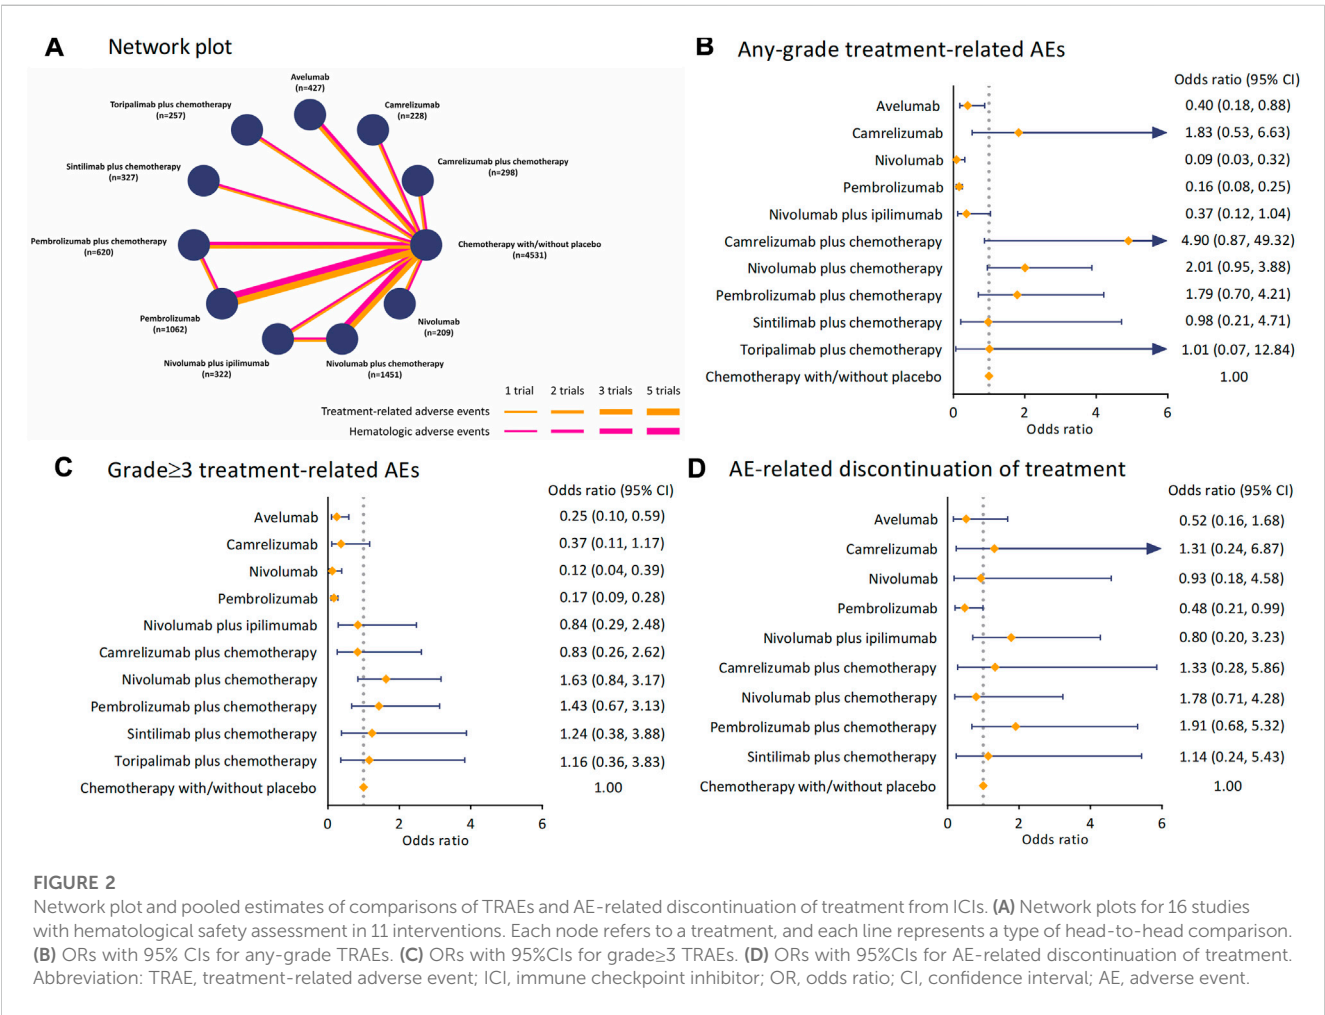 A Network plot
Avelumab
(n=427)
Toripalimab plus chemotherapy
(n=257)
Camrelizumab
(n=228)
Sintilimab plus chemotherapy
(n=327)
Camrelizumab plus chemotherapy
(n=298)
Pembrolizumab plus chemotherapy
(n=620)
Chemotherapy with/without placebo
(n=4531)
Pembrolizumab
(n=1062)
Nivolumab
(n=209)
Nivolumab plus ipilimumab
(n=322)
Nivolumab plus chemotherapy
(n=1451)
1 trial 2 trials 3 trials 5 trials
Treatment-related adverse events
Hematologic adverse events
B Any-grade treatment-related AEs
Odds ratio (95% CI)
Avelumab 0.40 (0.18, 0.88)
Camrelizumab 1.83 (0.53, 6.63)
Nivolumab 0.09 (0.03, 0.32)
Pembrolizumab 0.16 (0.08, 0.25)
Nivolumab plus ipilimumab 0.37 (0.12, 1.04)
Camrelizumab plus chemotherapy 4.90 (0.87, 49.32)
Nivolumab plus chemotherapy 2.01 (0.95, 3.88)
Pembrolizumab plus chemotherapy 1.79 (0.70, 4.21)
Sintilimab plus chemotherapy 0.98 (0.21, 4.71)
Toripalimab plus chemotherapy 1.01 (0.07, 12.84)
Chemotherapy with/without placebo 1.00
0 2 4 6
Odds ratio
C Grade≥3 treatment-related AEs
Odds ratio (95% CI)
Avelumab 0.25 (0.10, 0.59)
Camrelizumab 0.37 (0.11, 1.17)
Nivolumab 0.12 (0.04, 0.39)
Pembrolizumab 0.17 (0.09, 0.28)
Nivolumab plus ipilimumab 0.84 (0.29, 2.48)
Camrelizumab plus chemotherapy 0.83 (0.26, 2.62)
Nivolumab plus chemotherapy 1.63 (0.84, 3.17)
Pembrolizumab plus chemotherapy 1.43 (0.67, 3.13)
Sintilimab plus chemotherapy 1.24 (0.38, 3.88)
Toripalimab plus chemotherapy 1.16 (0.36, 3.83)
Chemotherapy with/without placebo 1.00
0 2 4 6
Odds ratio
D AE-related discontinuation of treatment
Odds ratio (95% CI)
Avelumab 0.52 (0.16, 1.68)
Camrelizumab 1.31 (0.24, 6.87)
Nivolumab 0.93 (0.18, 4.58)
Pembrolizumab 0.48 (0.21, 0.99)
Nivolumab plus ipilimumab 0.80 (0.20, 3.23)
Camrelizumab plus chemotherapy 1.33 (0.28, 5.86)
Nivolumab plus chemotherapy 1.78 (0.71, 4.28)
Pembrolizumab plus chemotherapy 1.91 (0.68, 5.32)
Sintilimab plus chemotherapy 1.14 (0.24, 5.43)
Chemotherapy with/without placebo 1.00
0 2 4 6
Odds ratio
FIGURE 2
Network plot and pooled estimates of comparisons of TRAEs and AE-related discontinuation of treatment from ICIs. (A) Network plots for 16 studies
with hematological safety assessment in 11 interventions. Each node refers to a treatment, and each line represents a type of head-to-head comparison.
(B) ORs with 95% CIs for any-grade TRAEs. (C) ORs with 95%CIs for grade≥3 TRAEs. (D) ORs with 95%CIs for AE-related discontinuation of treatment.
Abbreviation: TRAE, treatment-related adverse event; ICI, immune checkpoint inhibitor; OR, odds ratio; CI, confidence interval; AE, adverse event.